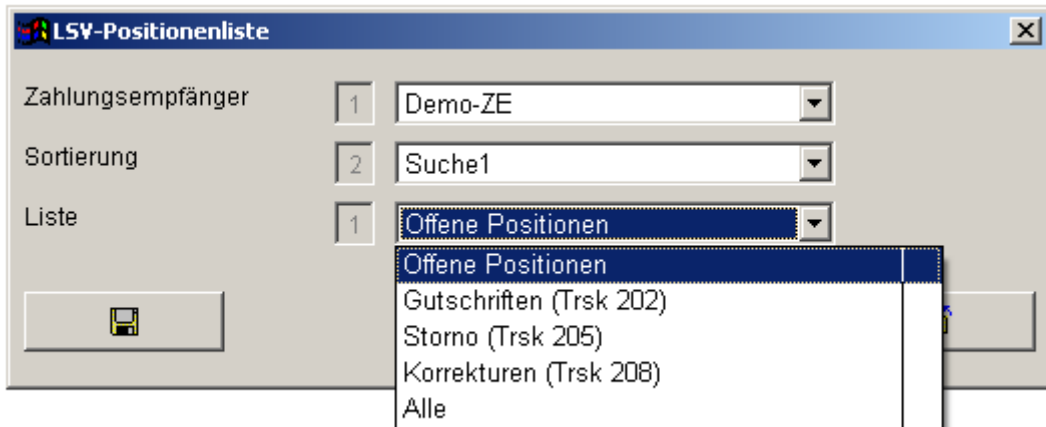 LSV-Positionenliste
Zahlungsempfänger 1 Demo-ZE
Sortierung 2 Suche1
Liste 1 Offene Positionen
Offene Positionen
Gutschriften (Trsk 202)
Storno (Trsk 205)
Korrekturen (Trsk 208)
Alle